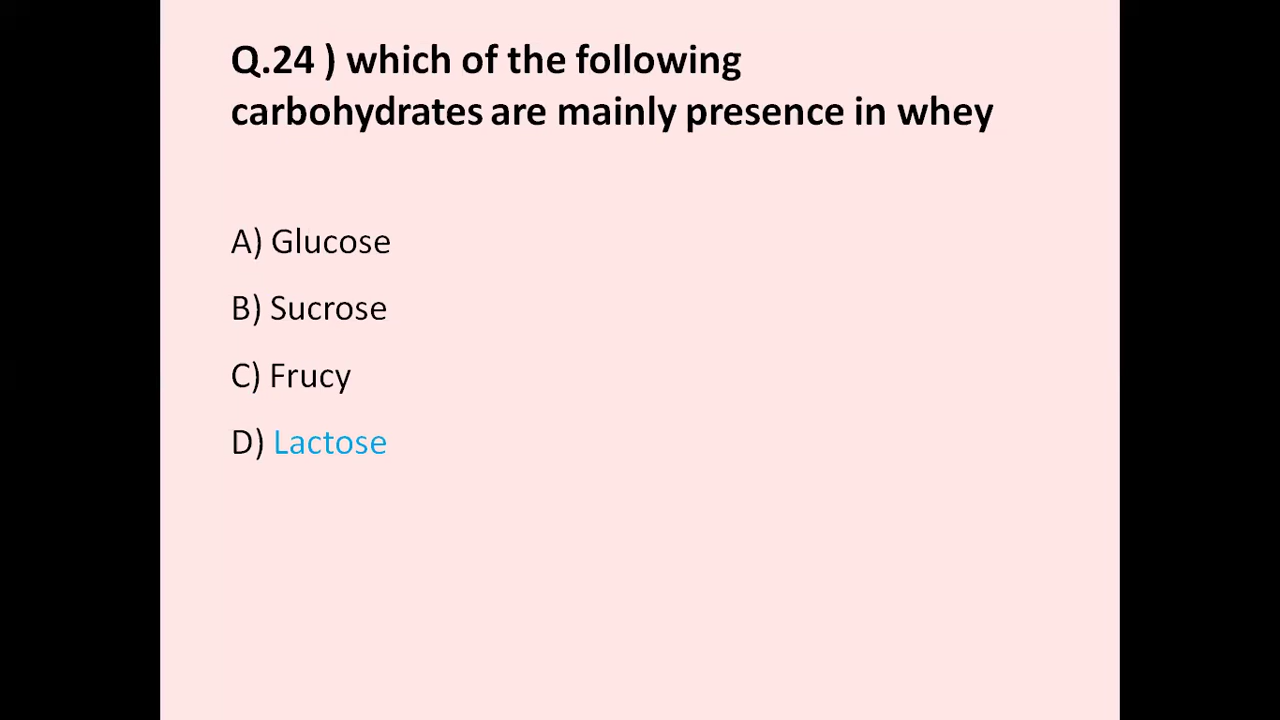 Q.24 ) which of the following
carbohydrates are mainly presence in whey
A) Glucose
B) Sucrose
C) Frucy
D) Lactose